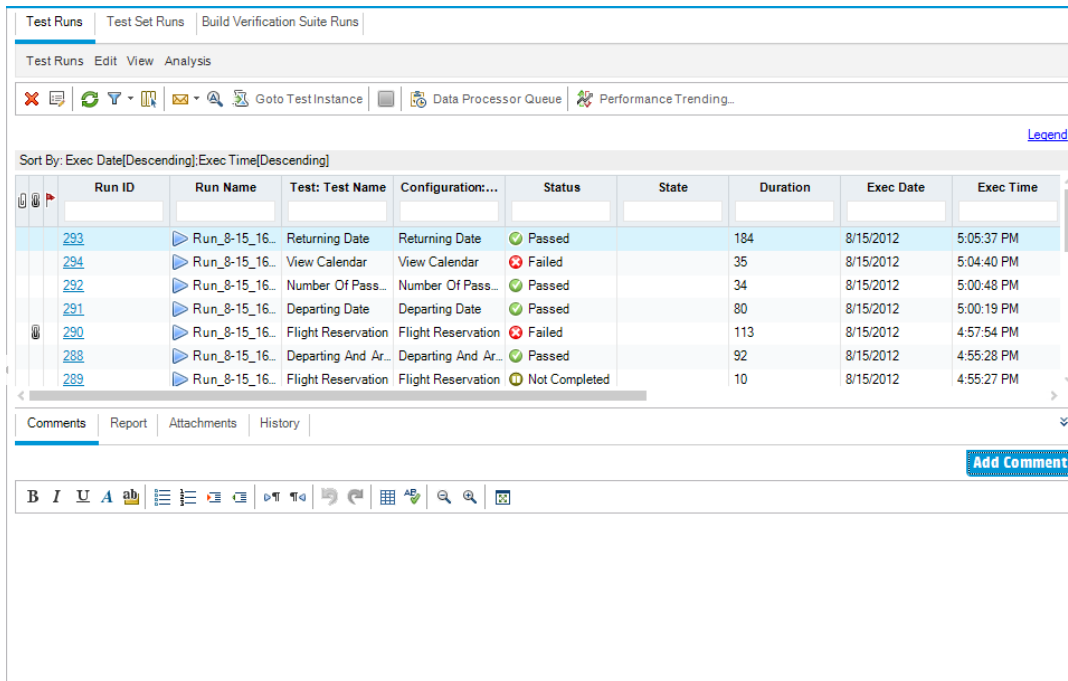 Test Runs Test Set Runs Build Verification Suite Runs
Test Runs Edit View Analysis
Goto Test Instance Data Processor Queue Performance Trending...
Legend
Sort By: Exec Date[Descending];Exec Time[Descending]
Run ID Run Name Test: Test Name Configuration:... Status State Duration Exec Date Exec Time
293 Run_8-15_16... Returning Date Returning Date Passed 184 8/15/2012 5:05:37 PM
294 Run_8-15_16... View Calendar View Calendar Failed 35 8/15/2012 5:04:40 PM
292 Run_8-15_16... Number Of Pass... Number Of Pass... Passed 34 8/15/2012 5:00:48 PM
291 Run_8-15_16... Departing Date Departing Date Passed 80 8/15/2012 5:00:19 PM
290 Run_8-15_16... Flight Reservation Flight Reservation Failed 113 8/15/2012 4:57:54 PM
288 Run_8-15_16... Departing And Ar... Departing And Ar... Passed 92 8/15/2012 4:55:28 PM
289 Run_8-15_16... Flight Reservation Flight Reservation Not Completed 10 8/15/2012 4:55:27 PM
Comments Report Attachments History
Add Comment
B I U A ab